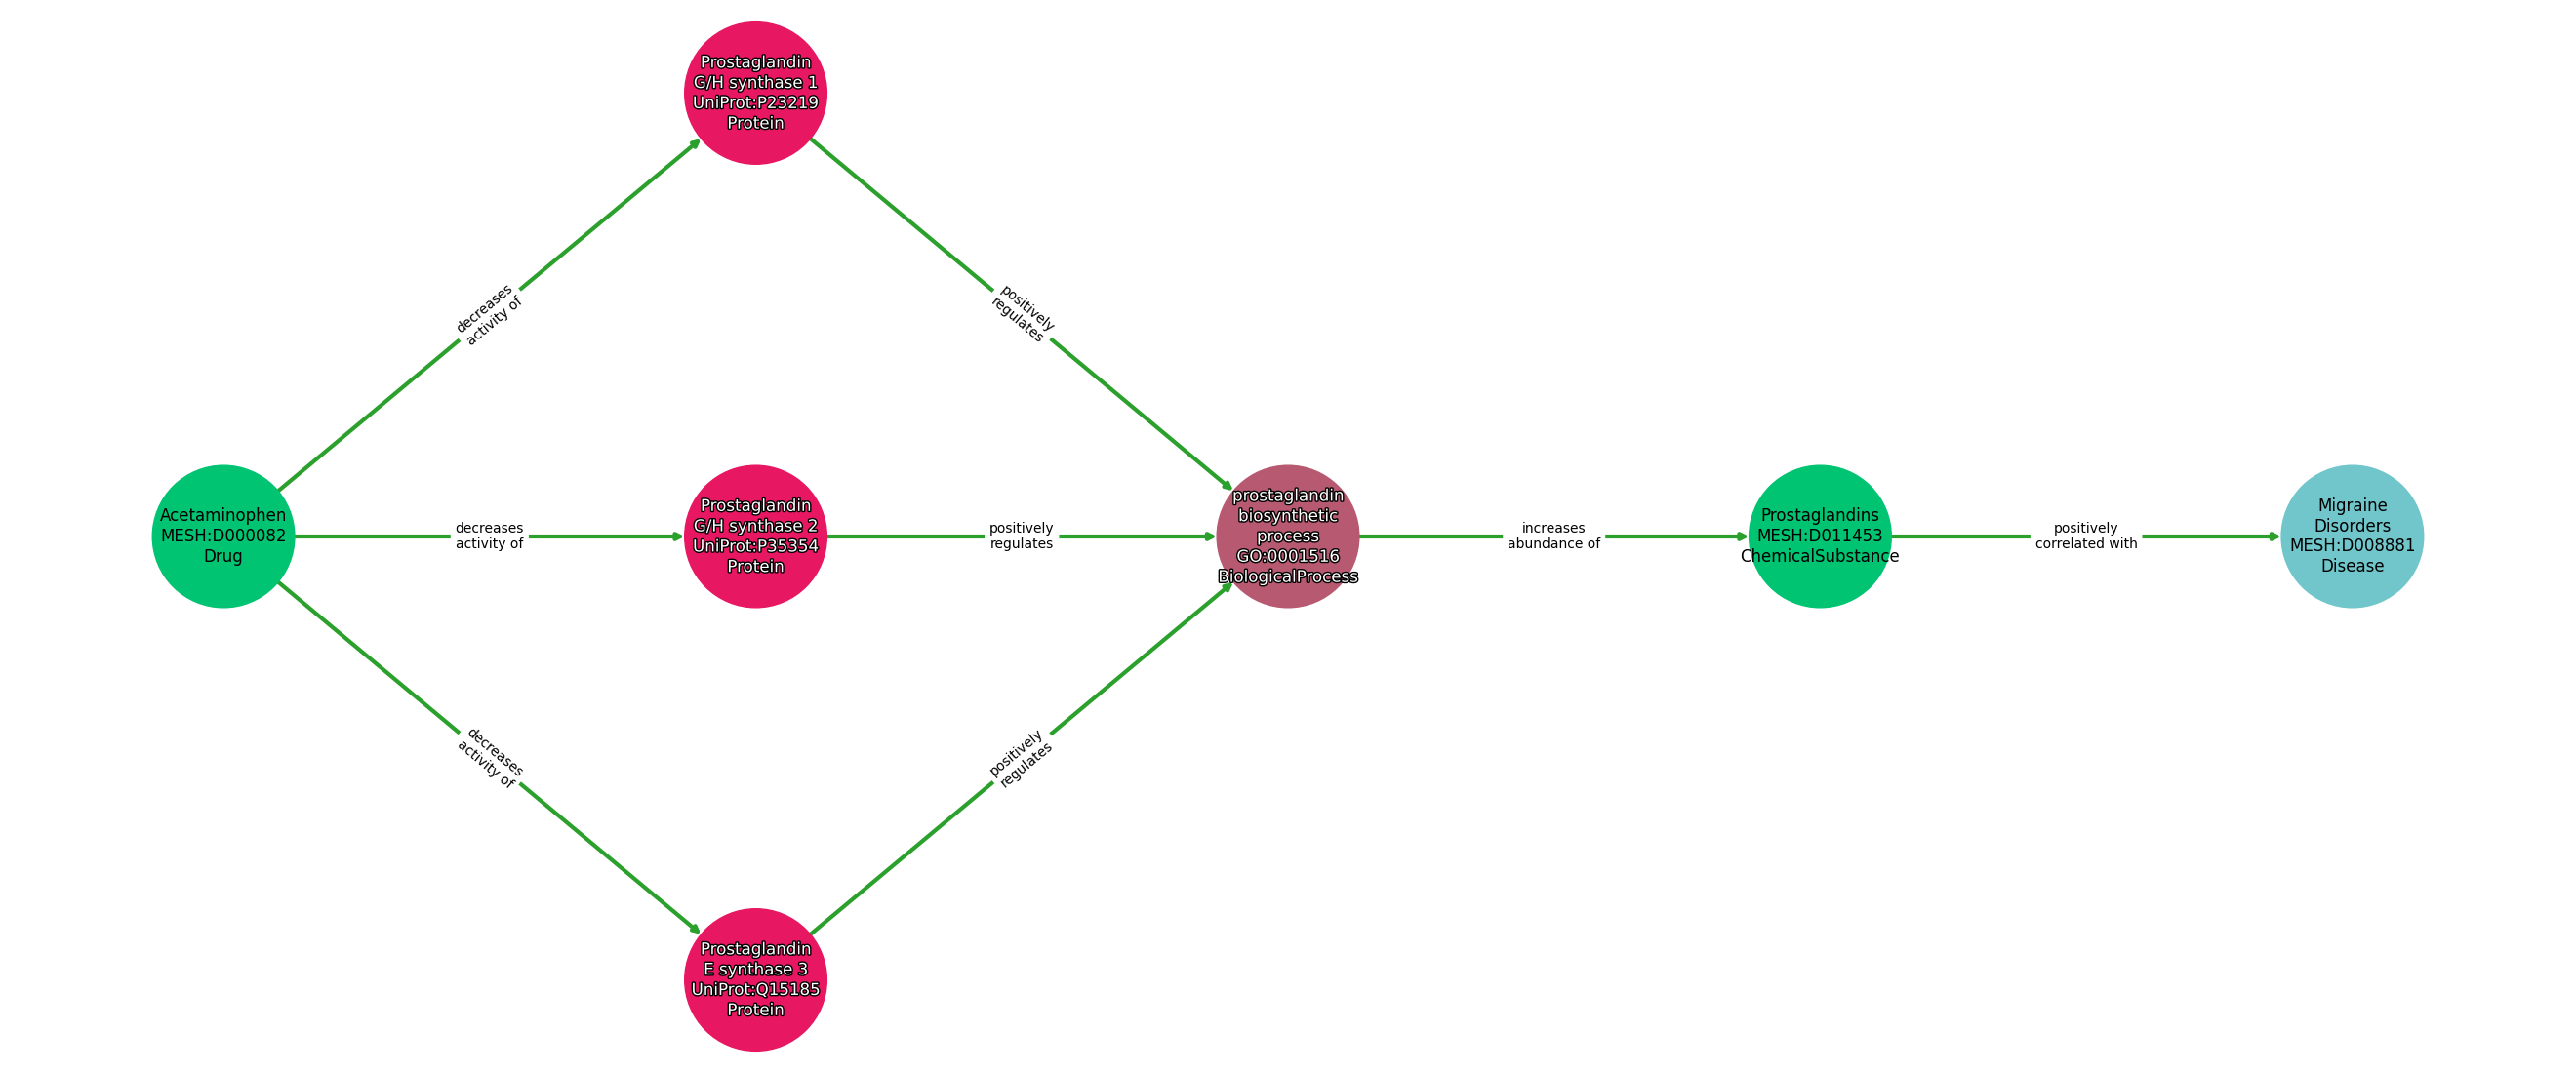 Prostaglandin
G/H synthase 1
UniProt:P23219
Protein
decreases
activity of
positively
regulates
Acetaminophen
MESH:D000082
Drug
decreases
activity of
Prostaglandin
G/H synthase 2
UniProt:P35354
Protein
positively
regulates
prostaglandin
biosynthetic
process
GO:0001516
BiologicalProcess
increases
abundance of
Prostaglandins
MESH:D011453
ChemicalSubstance
positively
correlated with
Migraine
Disorders
MESH:D008881
Disease
decreases
activity of
positively
regulates
Prostaglandin
E synthase 3
UniProt:Q15185
Protein